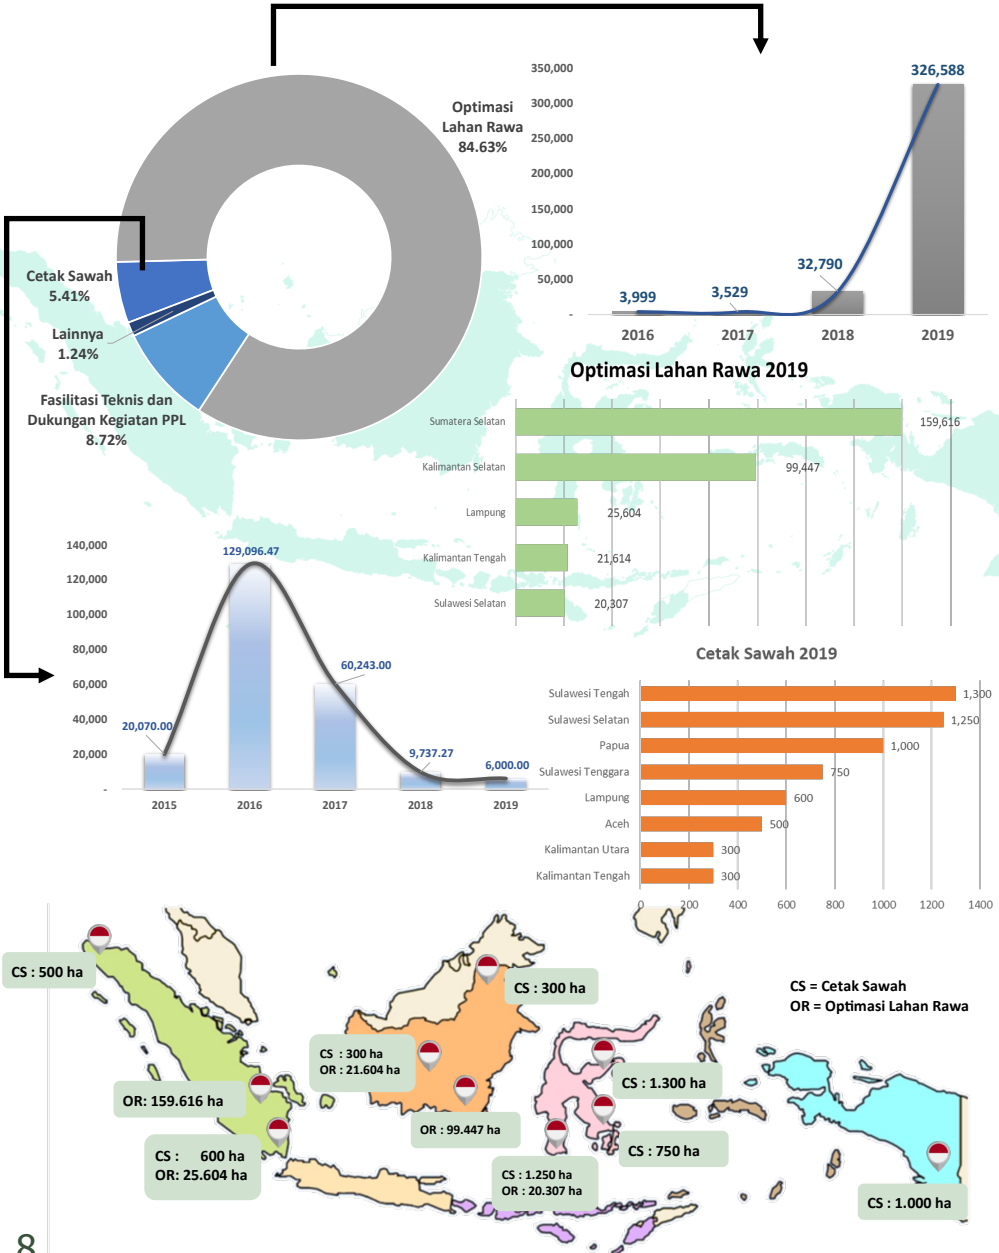 Optimasi
Lahan Rawa
84.63%
Cetak Sawah
5.41%
Lainnya
1.24%
Fasilitasi Teknis dan
Dukungan Kegiatan PPL
8.72%
350,000
300,000
250,000
200,000
150,000
100,000
50,000
-
3,999
3,529
32,790
326,588
2016
2017
2018
2019
Optimasi Lahan Rawa 2019
Sumatera Selatan
159,616
Kalimantan Selatan
99,447
Lampung
25,604
Kalimantan Tengah
21,614
Sulawesi Selatan
20,307
140,000
120,000
100,000
80,000
60,000
40,000
20,000
-
20,070.00
129,096.47
60,243.00
9,737.27
6,000.00
2015
2016
2017
2018
2019
Cetak Sawah 2019
Sulawesi Tengah
1,300
Sulawesi Selatan
1,250
Papua
1,000
Sulawesi Tenggara
750
Lampung
600
Aceh
500
Kalimantan Utara
300
Kalimantan Tengah
300
0
200
400
600
800
1000
1200
1400
CS : 500 ha
CS : 300 ha
CS = Cetak Sawah
OR = Optimasi Lahan Rawa
CS : 300 ha
OR : 21.604 ha
CS : 1.300 ha
OR: 159.616 ha
OR : 99.447 ha
CS : 750 ha
CS : 600 ha
OR: 25.604 ha
CS : 1.250 ha
OR : 20.307 ha
CS : 1.000 ha
8